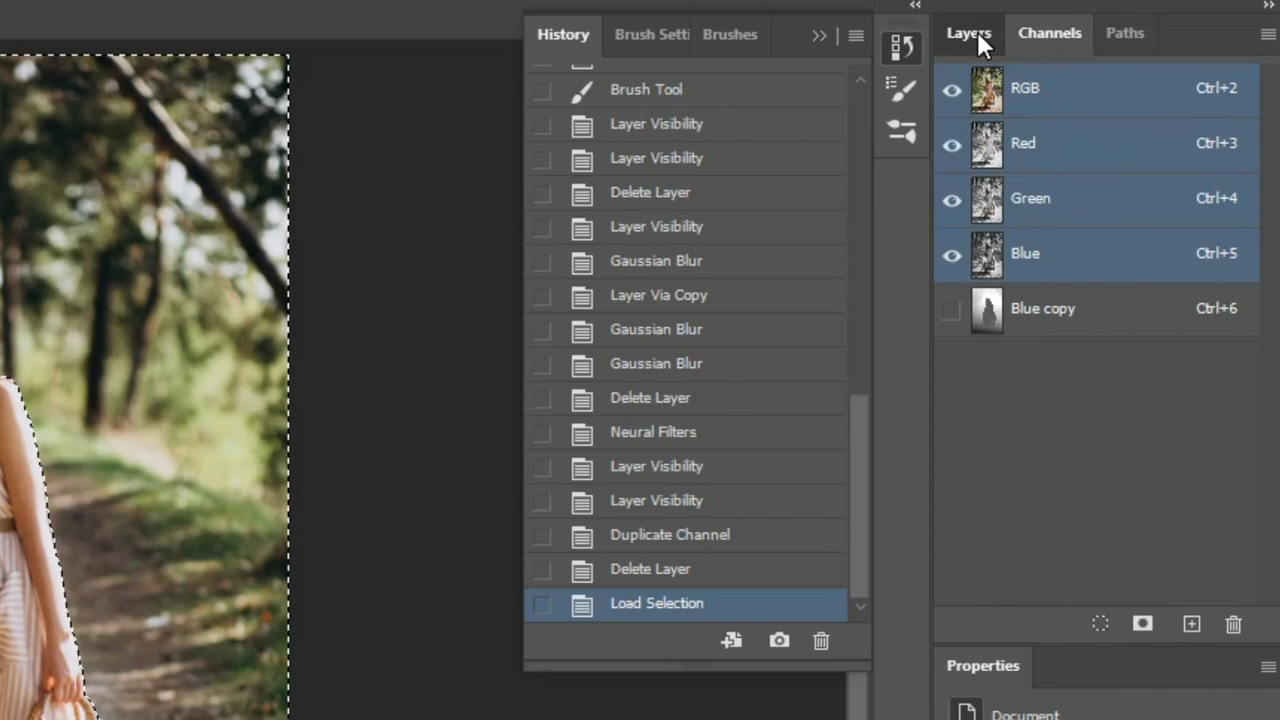 History Brush Setti Brushes
Brush Tool
Layer Visibility
Layer Visibility
Delete Layer
Layer Visibility
Gaussian Blur
Layer Via Copy
Gaussian Blur
Gaussian Blur
Delete Layer
Neural Filters
Layer Visibility
Layer Visibility
Duplicate Channel
Delete Layer
Load Selection
Layers Channels Paths
RGB Ctrl+2
Red Ctrl+3
Green Ctrl+4
Blue Ctrl+5
Blue copy Ctrl+6
Properties
Document